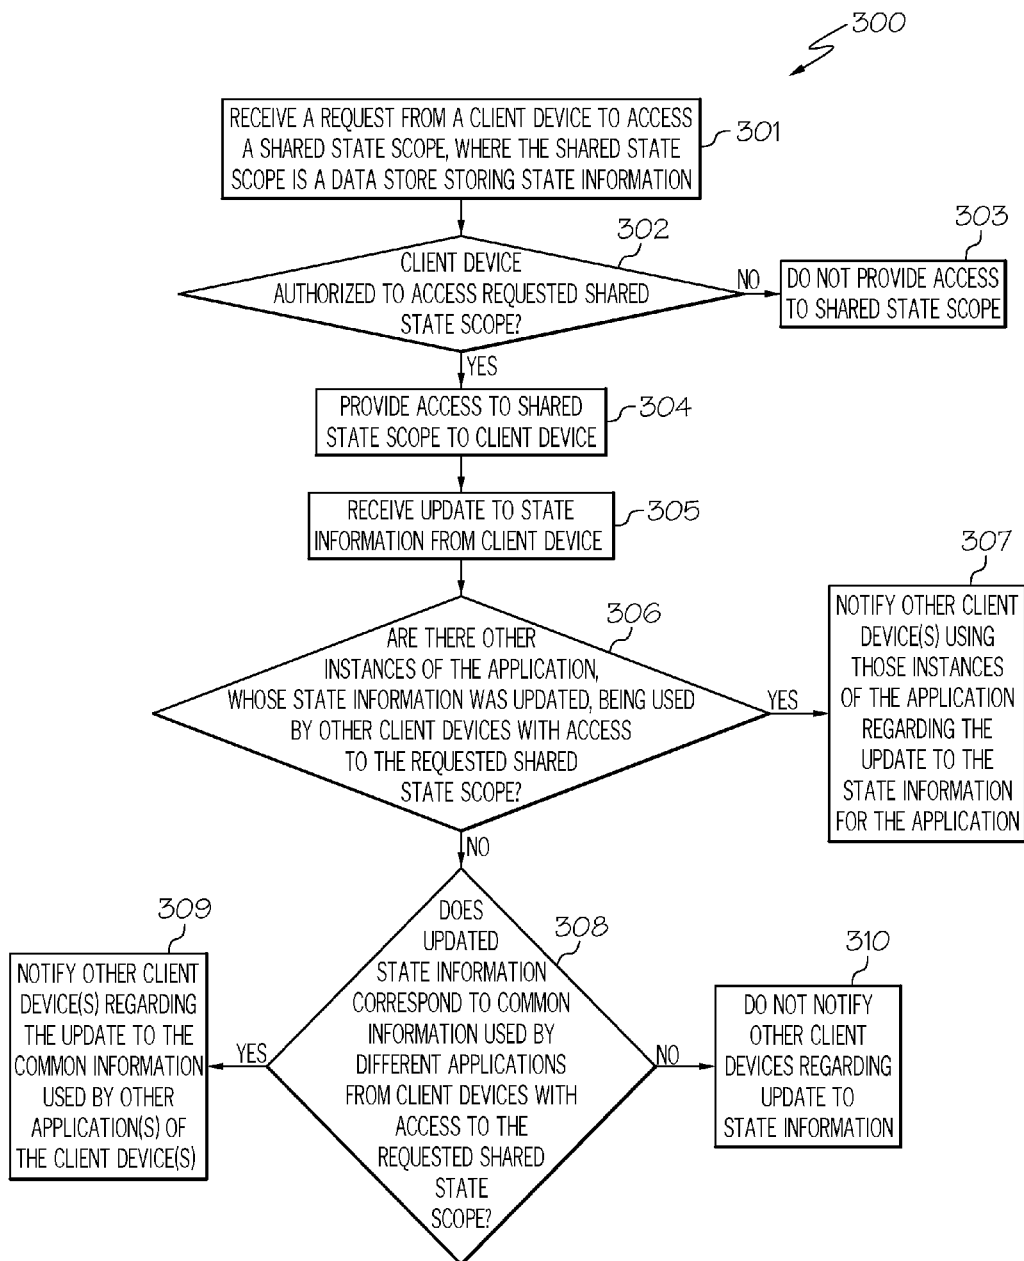 300
RECEIVE A REQUEST FROM A CLIENT DEVICE TO ACCESS
A SHARED STATE SCOPE, WHERE THE SHARED STATE
SCOPE IS A DATA STORE STORING STATE INFORMATION
301
302
CLIENT DEVICE
AUTHORIZED TO ACCESS REQUESTED SHARED
STATE SCOPE?
NO
303
DO NOT PROVIDE ACCESS
TO SHARED STATE SCOPE
YES
PROVIDE ACCESS TO SHARED
STATE SCOPE TO CLIENT DEVICE
304
RECEIVE UPDATE TO STATE
INFORMATION FROM CLIENT DEVICE
305
306
ARE THERE OTHER
INSTANCES OF THE APPLICATION,
WHOSE STATE INFORMATION WAS UPDATED, BEING USED
BY OTHER CLIENT DEVICES WITH ACCESS
TO THE REQUESTED SHARED
STATE SCOPE?
YES
307
NOTIFY OTHER CLIENT
DEVICE(S) USING
THOSE INSTANCES
OF THE APPLICATION
REGARDING THE
UPDATE TO THE
STATE INFORMATION
FOR THE APPLICATION
NO
308
DOES
UPDATED
STATE INFORMATION
CORRESPOND TO COMMON
INFORMATION USED BY
DIFFERENT APPLICATIONS
FROM CLIENT DEVICES WITH
ACCESS TO THE
REQUESTED SHARED
STATE
SCOPE?
YES
309
NOTIFY OTHER CLIENT
DEVICE(S) REGARDING
THE UPDATE TO THE
COMMON INFORMATION
USED BY OTHER
APPLICATION(S) OF
THE CLIENT DEVICE(S)
NO
310
DO NOT NOTIFY
OTHER CLIENT
DEVICES REGARDING
UPDATE TO
STATE INFORMATION